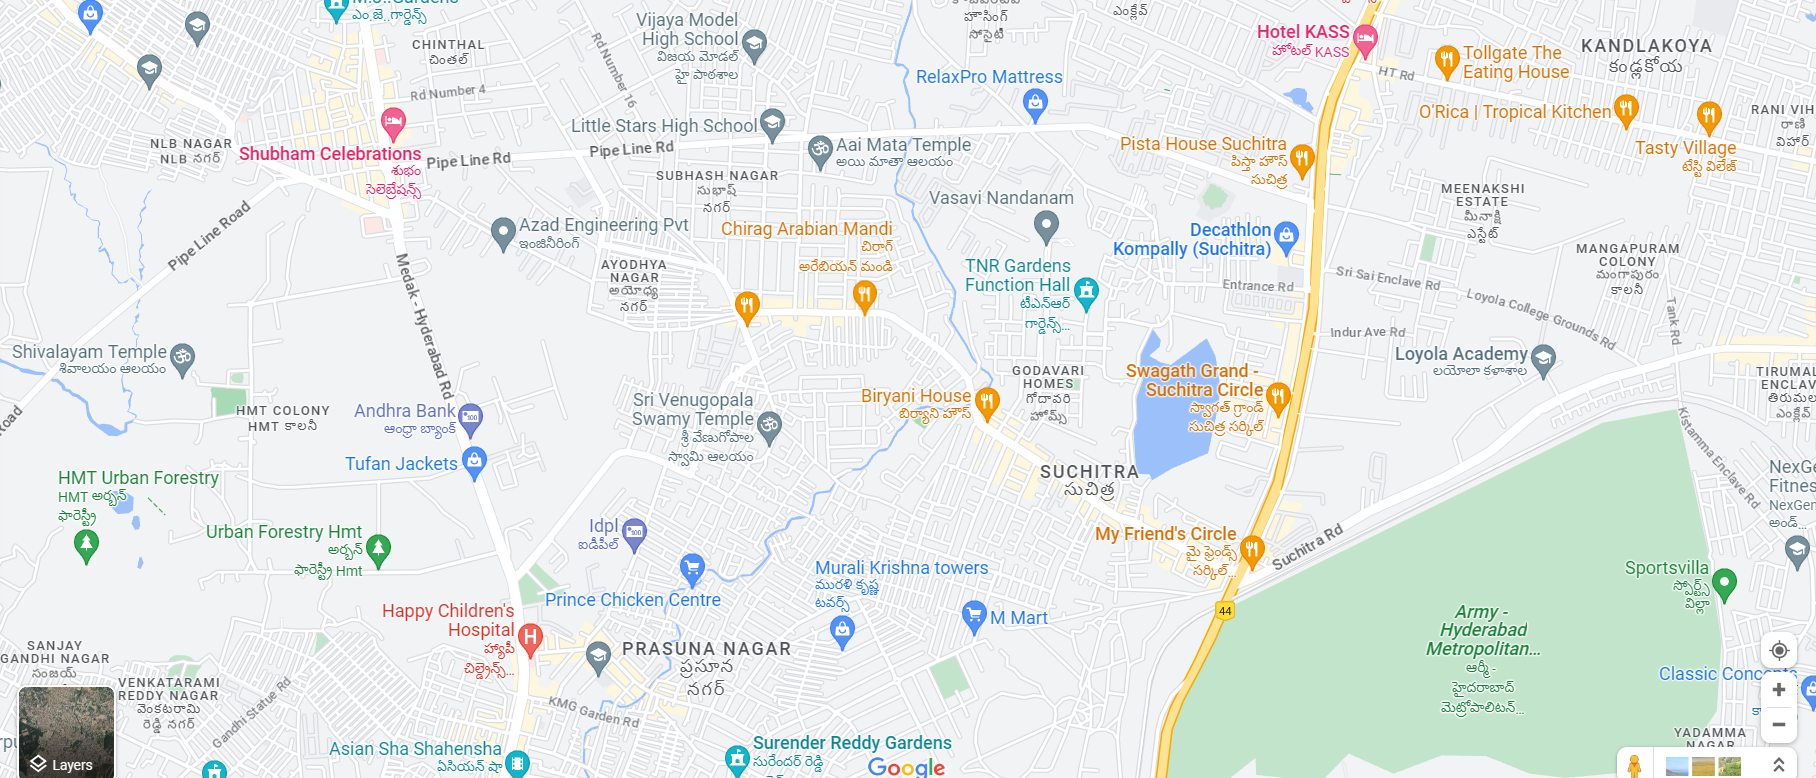 ఎం.జె.,గార్డెన్స్
CHINTHAL
చింతల్
Vijaya Model
High School
విజయ మోడల్
హై పాఠశాల
Rd Number 16
Rd Number 4
హౌసింగ్
సోసైటీ
ఎంక్లేవ్
Hotel KASS
హోటల్ KASS
HT Rd
Tollgate The
Eating House
KANDLAKOYA
కండ్లకోయ
RelaxPro Mattress
O'Rica | Tropical Kitchen
RANI VIH
రాణి
విహార్
Tasty Village
టేస్టి విలేజ్
NLB NAGAR
NLB నగర్
Shubham Celebrations
శుభం
సెలెబ్రేషన్స్
Little Stars High School
Pipe Line Rd
Pipe Line Rd
Aai Mata Temple
అయి మాతా ఆలయం
Pista House Suchitra
పిస్తా హౌస్
సుచిత్ర
SUBHASH NAGAR
సుభాష్
నగర్
Vasavi Nandanam
MEENAKSHI
ESTATE
మీనాక్షి
ఎస్టేట్
Pipe Line Road
Azad Engineering Pvt
ఇంజినీరింగ్
Chirag Arabian Mandi
చిరాగ్
అరేబియన్ మండి
Decathlon
Kompally (Suchitra)
MANGAPURAM
COLONY
మంగాపురం
కాలనీ
AYODHYA
NAGAR
అయోధ్య
నగర్
TNR Gardens
Function Hall
టీఎన్ఆర్
గార్డెన్స్...
Entrance Rd
Sri Sai Enclave Rd
Loyola College Grounds Rd
Tank Rd
Indur Ave Rd
Medak - Hyderabad Rd
Shivalayam Temple
శివాలయం ఆలయం
Loyola Academy
లయోలా కళాశాల
GODAVARI
HOMES
గోదావరి
హోమ్స్
Swagath Grand -
Suchitra Circle
స్వాగత్ గ్రాండ్
సుచిత్ర సర్కిల్
TIRUMAL
ENCLAV
తిరుమల
ఎంక్లేవ్
Road
HMT COLONY
HMT కాలనీ
Andhra Bank
ఆంధ్రా బ్యాంక్
Sri Venugopala
Swamy Temple
శ్రీ వేణుగోపాల
స్వామి ఆలయం
Biryani House
బిర్యాని హౌస్
Kistamma Enclave Rd
Tufan Jackets
HMT Urban Forestry
HMT అర్బన్
ఫారెస్ట్రీ
SUCHITRA
సుచిత్ర
NexGen
Fitnes
NexGen
అండ్...
Urban Forestry Hmt
అర్బన్
ఫారెస్ట్రీ Hmt
Idpl
ఐడీపీల్
My Friend's Circle
మై ఫ్రెండ్స్
సర్కిల్...
Suchitra Rd
Murali Krishna towers
మురళి కృష్ణ
టవర్స్
Prince Chicken Centre
Sportsvilla
స్పోర్ట్స్
విల్లా
Happy Children's
Hospital
హ్యాపీ
చిల్డ్రెన్స్...
M Mart
44
Army -
Hyderabad
Metropolitan...
ఆర్మీ -
హైదరాబాద్
మెట్రోపాలిటన్...
SANJAY
GANDHI NAGAR
సంజయ్
PRASUNA NAGAR
ప్రసూన
నగర్
Classic Concepts
VENKATARAMI
REDDY NAGAR
వెంకటరామి
రెడ్డి నగర్
Gandhi Statue Rd
KMG Garden Rd
YADAMMA
NAGAR
Asian Sha Shahensha
ఏసియన్ షా
Surender Reddy Gardens
సురేందర్ రెడ్డి
Layers
Google